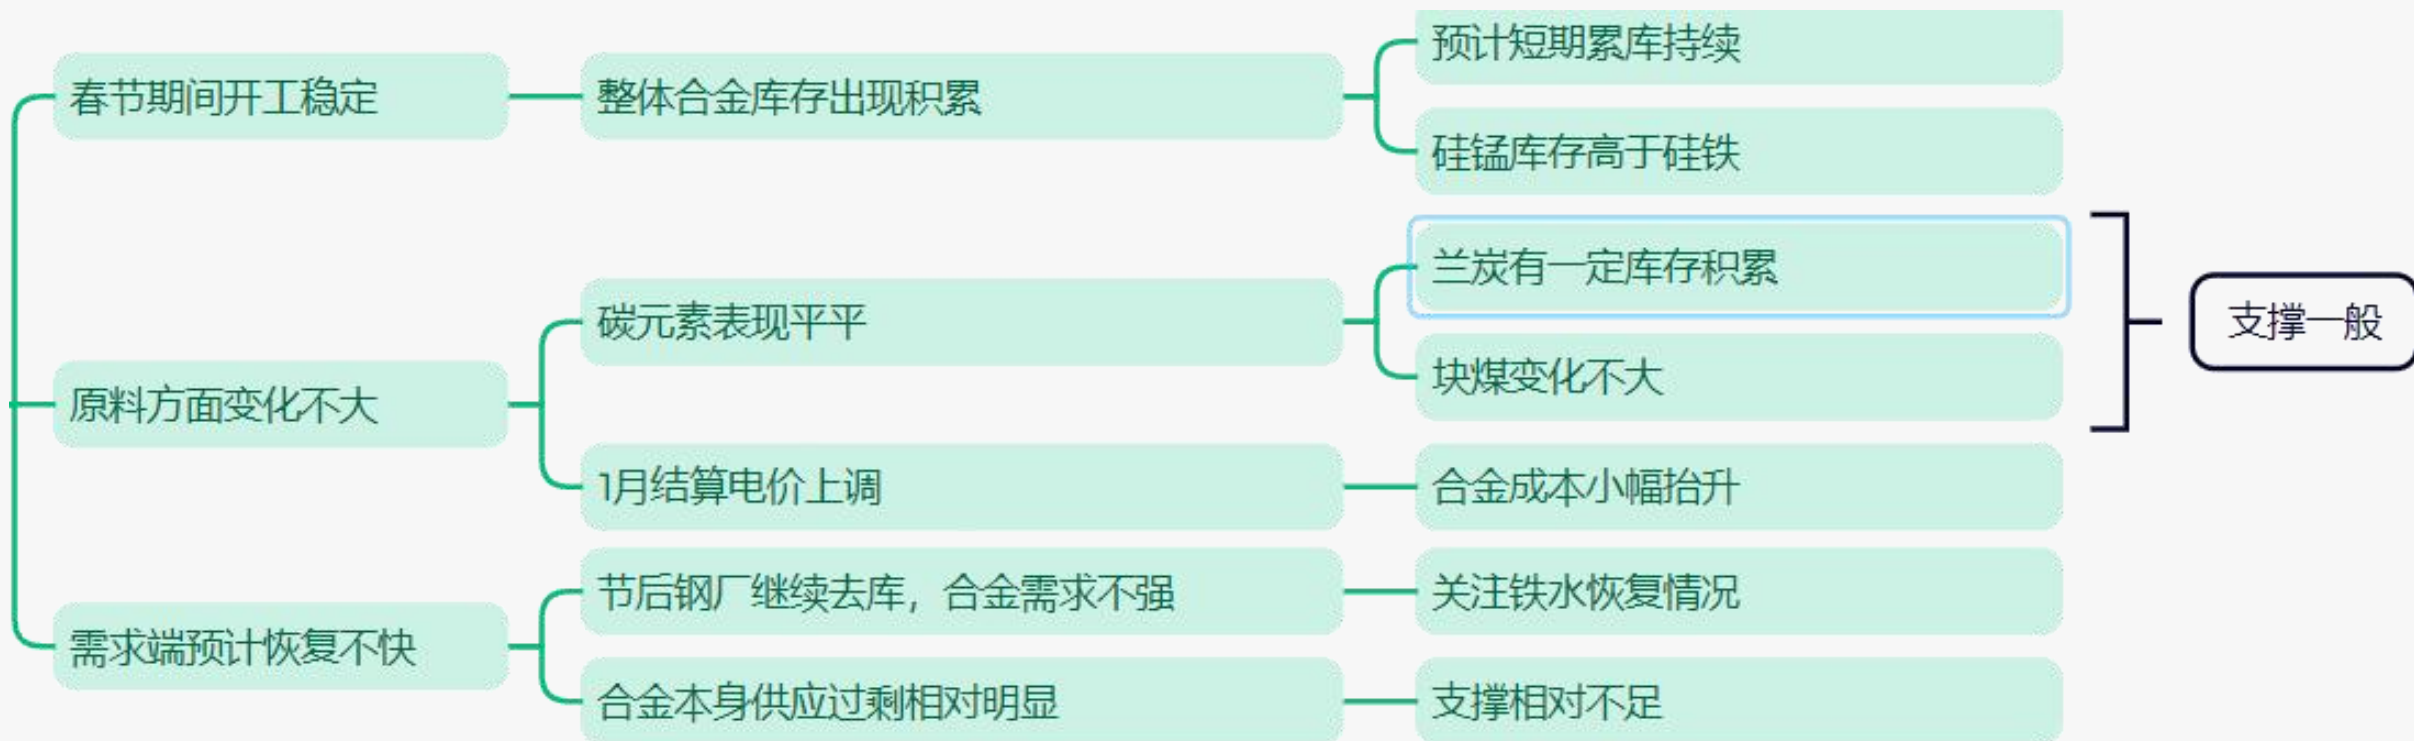 春节期间开工稳定
整体合金库存出现积累
预计短期累库持续
硅锰库存高于硅铁
原料方面变化不大
碳元素表现平平
兰炭有一定库存积累
块煤变化不大
支撑一般
1月结算电价上调
合金成本小幅抬升
需求端预计恢复不快
节后钢厂继续去库，合金需求不强
关注铁水恢复情况
合金本身供应过剩相对明显
支撑相对不足